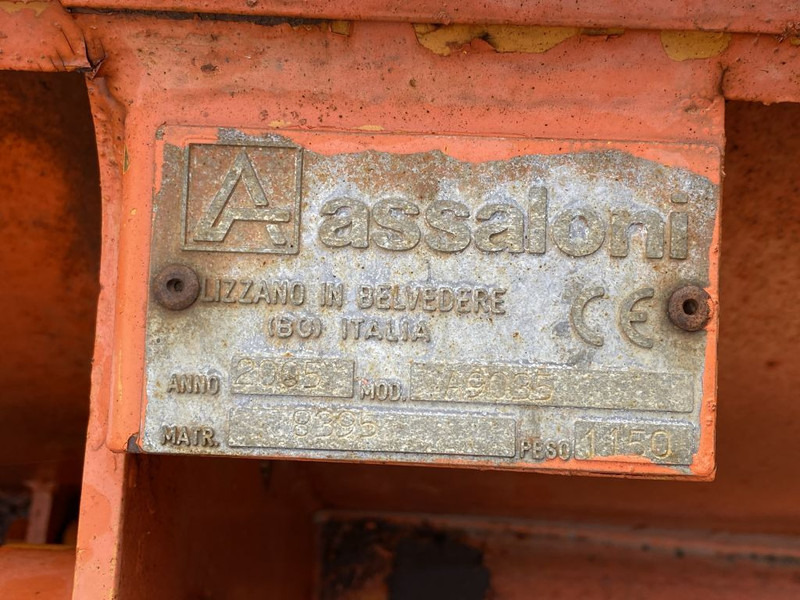 A assaloni
LIZZANO IN BELVEDERE
(BO) ITALIA
CE
ANNO 2005 MOD.
MATR. 8395 PESO 1150